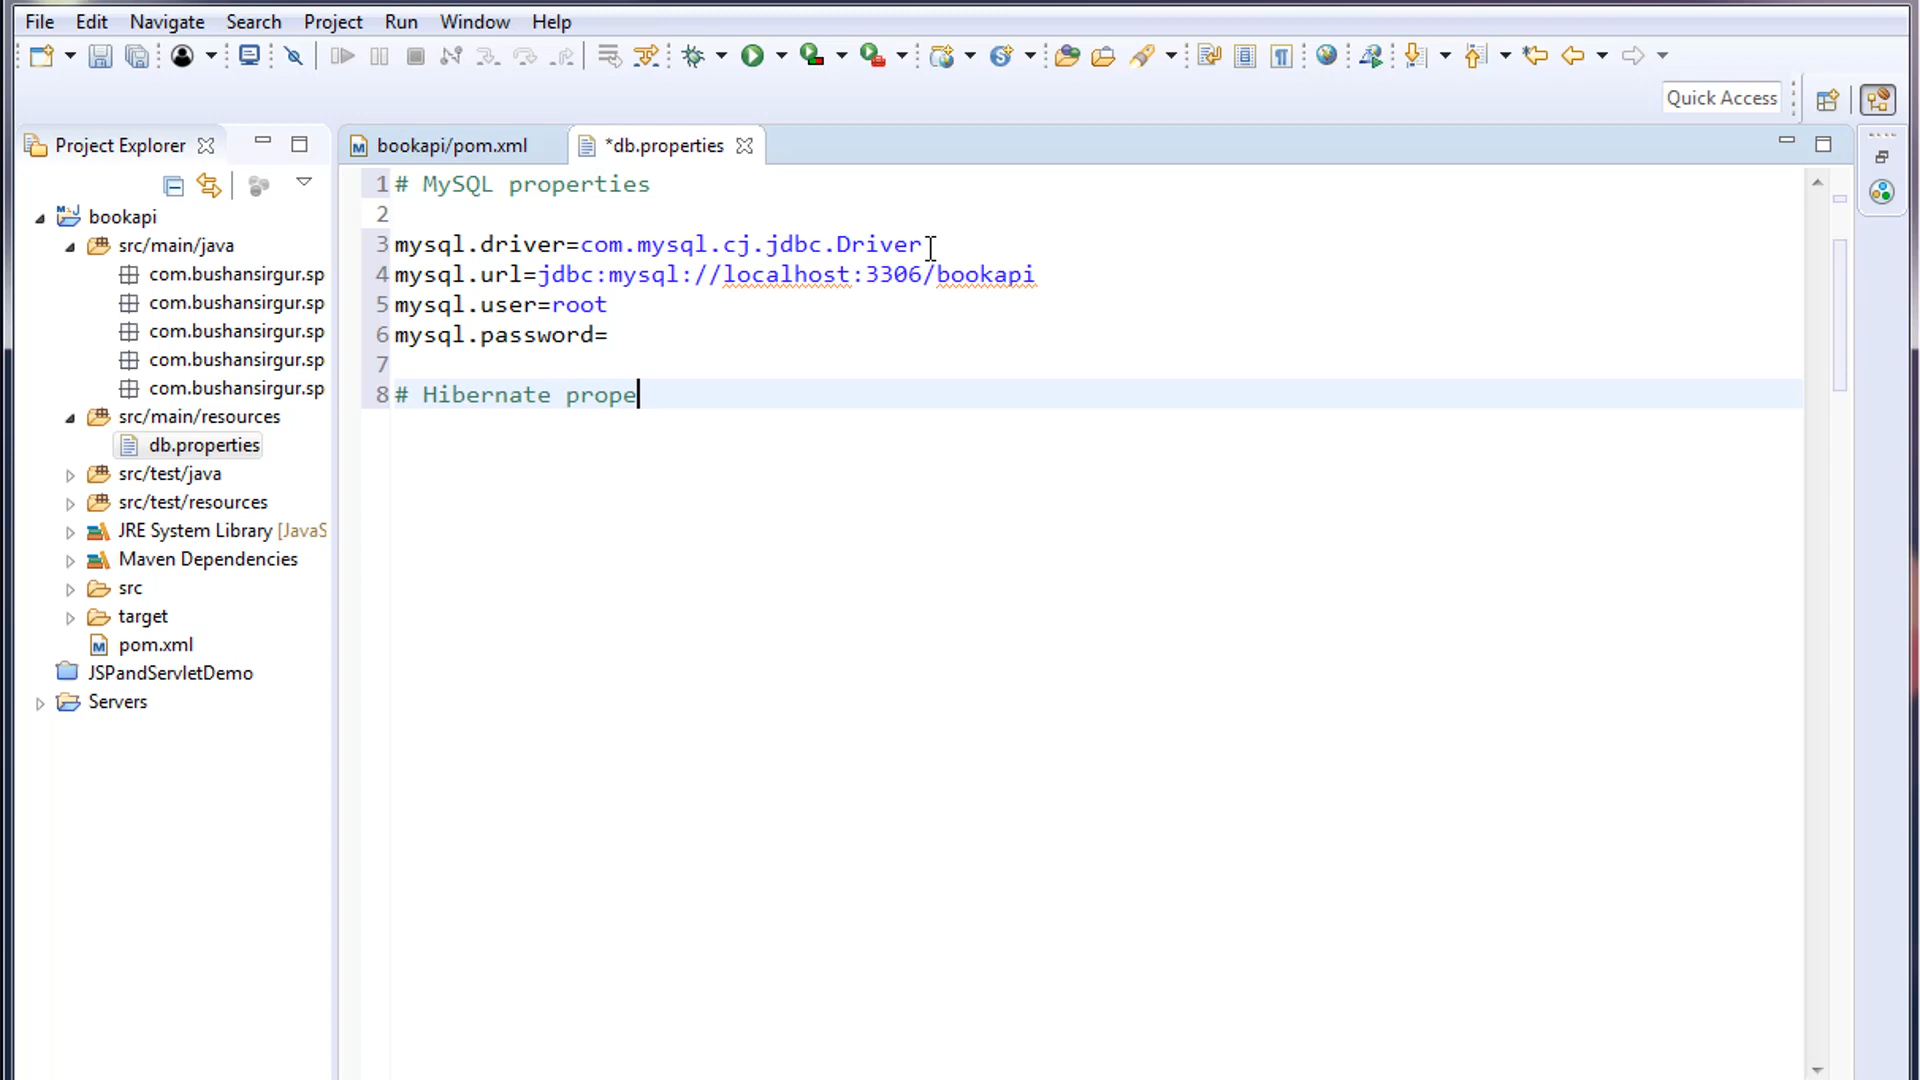 File Edit Navigate Search Project Run Window Help
Quick Access
Project Explorer
bookapi/pom.xml
*db.properties
bookapi
src/main/java
com.bushansirgur.sp
com.bushansirgur.sp
com.bushansirgur.sp
com.bushansirgur.sp
com.bushansirgur.sp
src/main/resources
db.properties
src/test/java
src/test/resources
JRE System Library [JavaS
Maven Dependencies
src
target
pom.xml
JSPandServletDemo
Servers
1 # MySQL properties
2
3 mysql.driver=com.mysql.cj.jdbc.Driver
4 mysql.url=jdbc:mysql://localhost:3306/bookapi
5 mysql.user=root
6 mysql.password=
7
8 # Hibernate prope